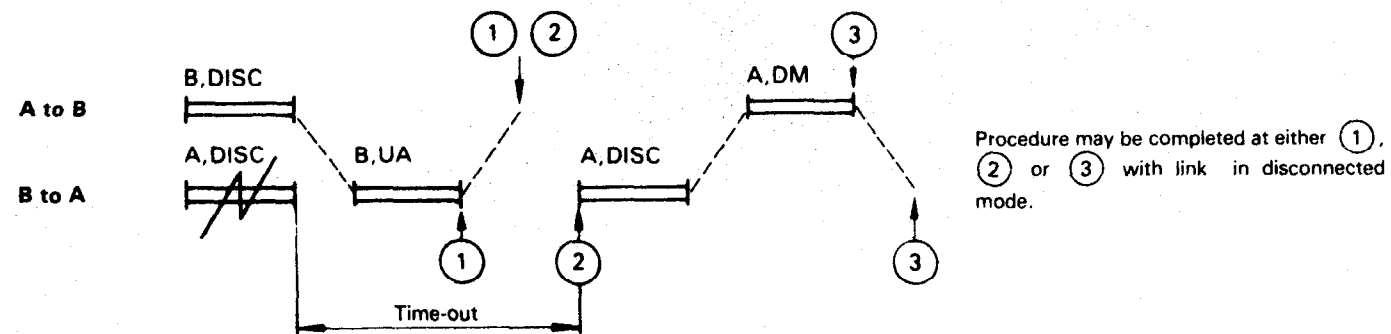 ① ②
③
B,DISC
A,DM
A to B
A,DISC
B,UA
A,DISC
B to A
Procedure may be completed at either ①,
② or ③ with link in disconnected
mode.
①
②
③
Time-out